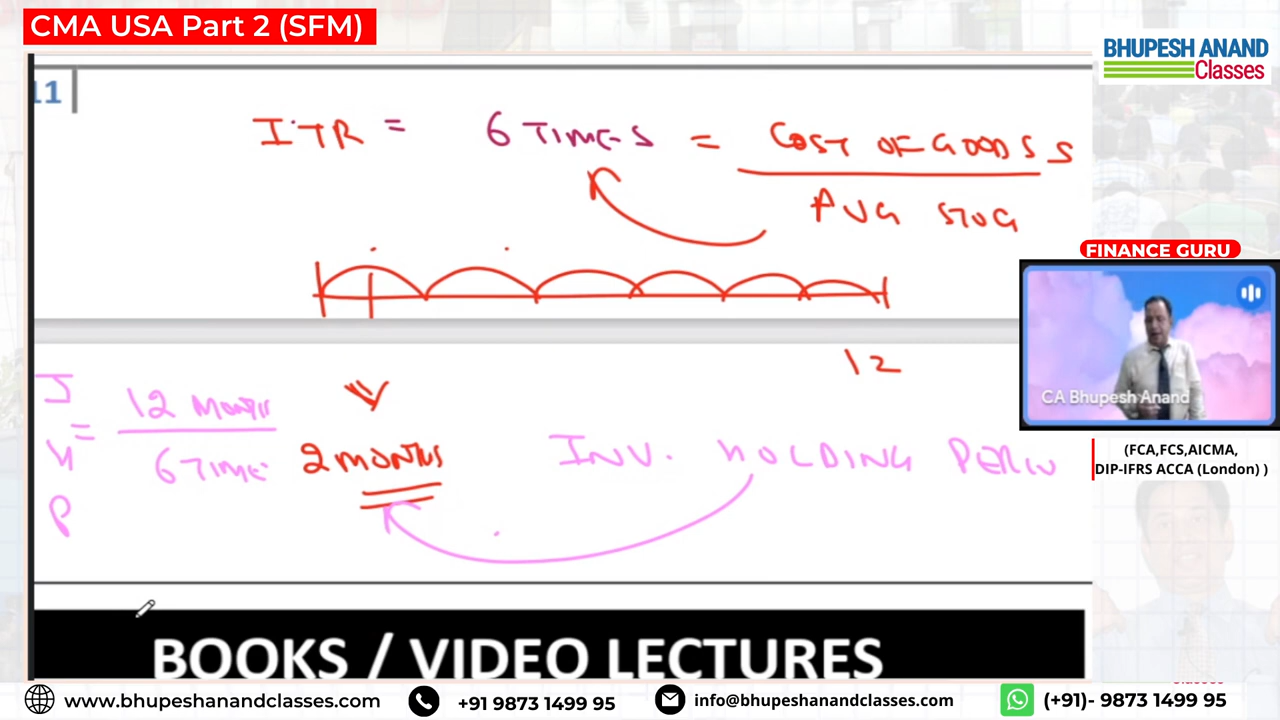 CMA USA Part 2 (SFM)
BHUPESH ANAND
Classes
11
ITR = 6 TIMES = COST OF GOODS S
AVG STOG
FINANCE GURU
12
CA Bhupesh Anand
I H P = 12 Month
6 TIME
2 MONTHS
INV. HOLDING PERIO
(FCA,FCS,AICMA,
DIP-IFRS ACCA (London) )
BOOKS / VIDEO LECTURES
www.bhupeshanandclasses.com
+91 9873 1499 95
info@bhupeshanandclasses.com
(+91)- 9873 1499 95